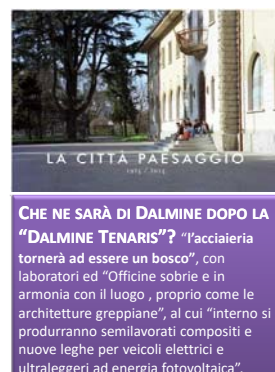 LA CITTÀ PAESAGGIO
CHE NE SARÀ DI DALMINE DOPO LA
"DALMINE TENARIS"? "l'acciaieria
tornerà ad essere un bosco", con
laboratori ed "Officine sobrie e in
armonia con il luogo , proprio come le
architetture greppiane", al cui "interno si
produrranno semilavorati compositi e
nuove leghe per veicoli elettrici e
ultraleggeri ad energia fotovoltaica".